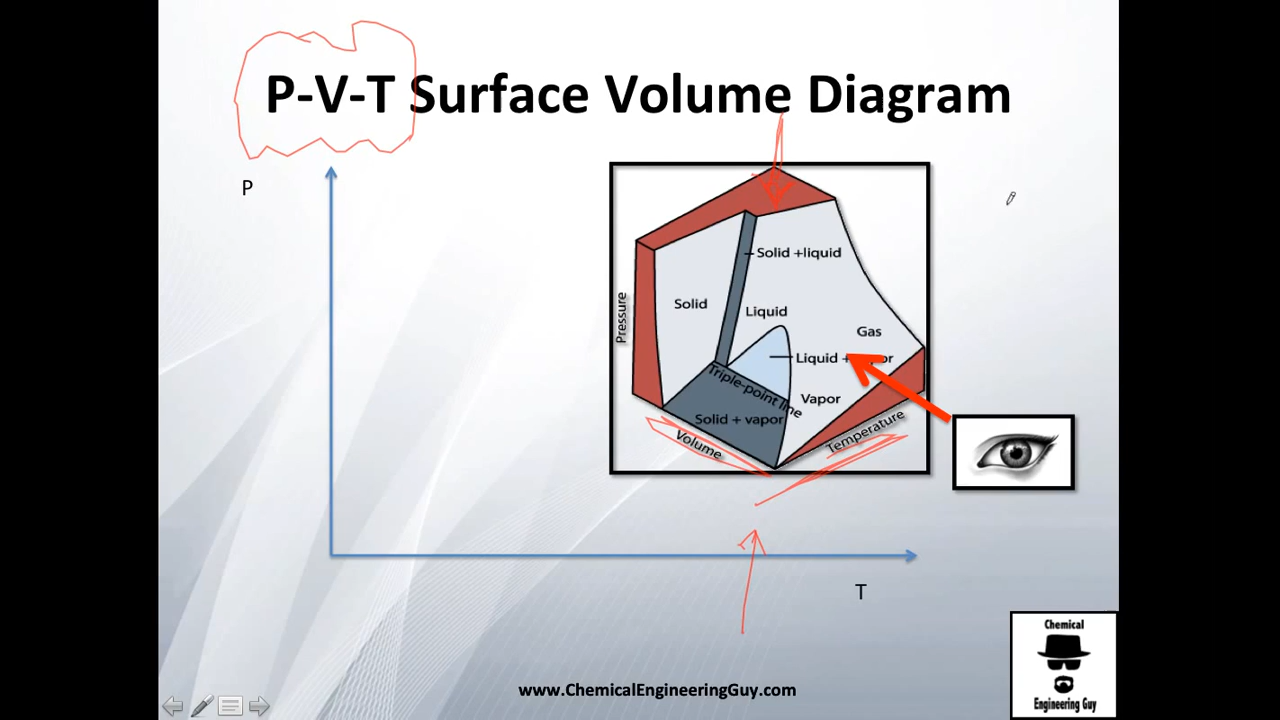 P-V-T Surface Volume Diagram
P
Solid +liquid
Solid
Liquid
Pressure
Gas
Liquid + vapor
Triple-point line
Vapor
Solid + vapor
Volume
Temperature
T
www.ChemicalEngineeringGuy.com
Chemical
Engineering Guy